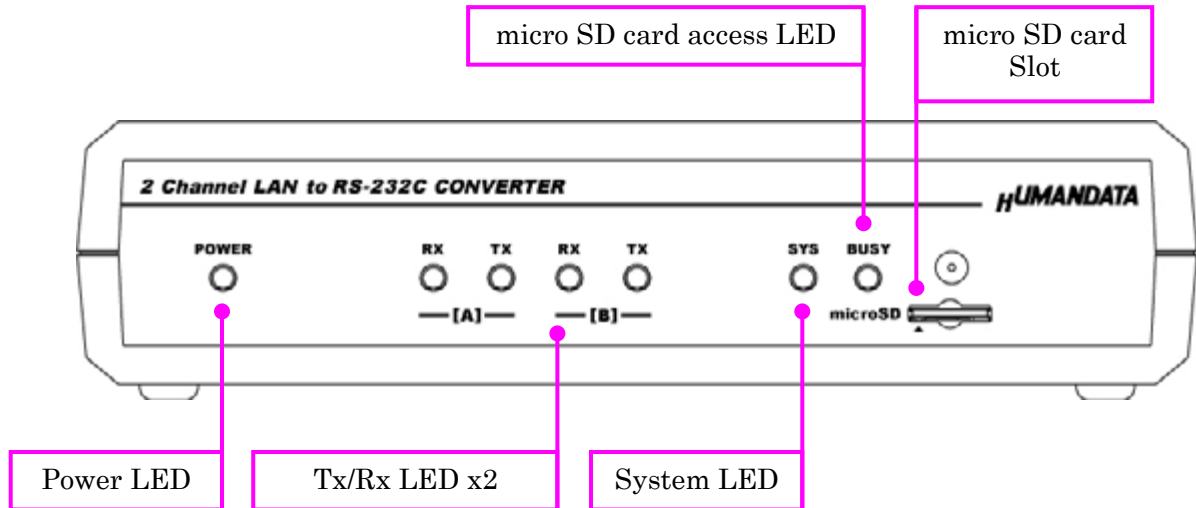 micro SD card access LED
micro SD card
Slot
2 Channel LAN to RS-232C CONVERTER
HUMANDATA
POWER
RX TX RX TX
SYS BUSY
[A] [B]
microSD
Power LED
Tx/Rx LED x2
System LED